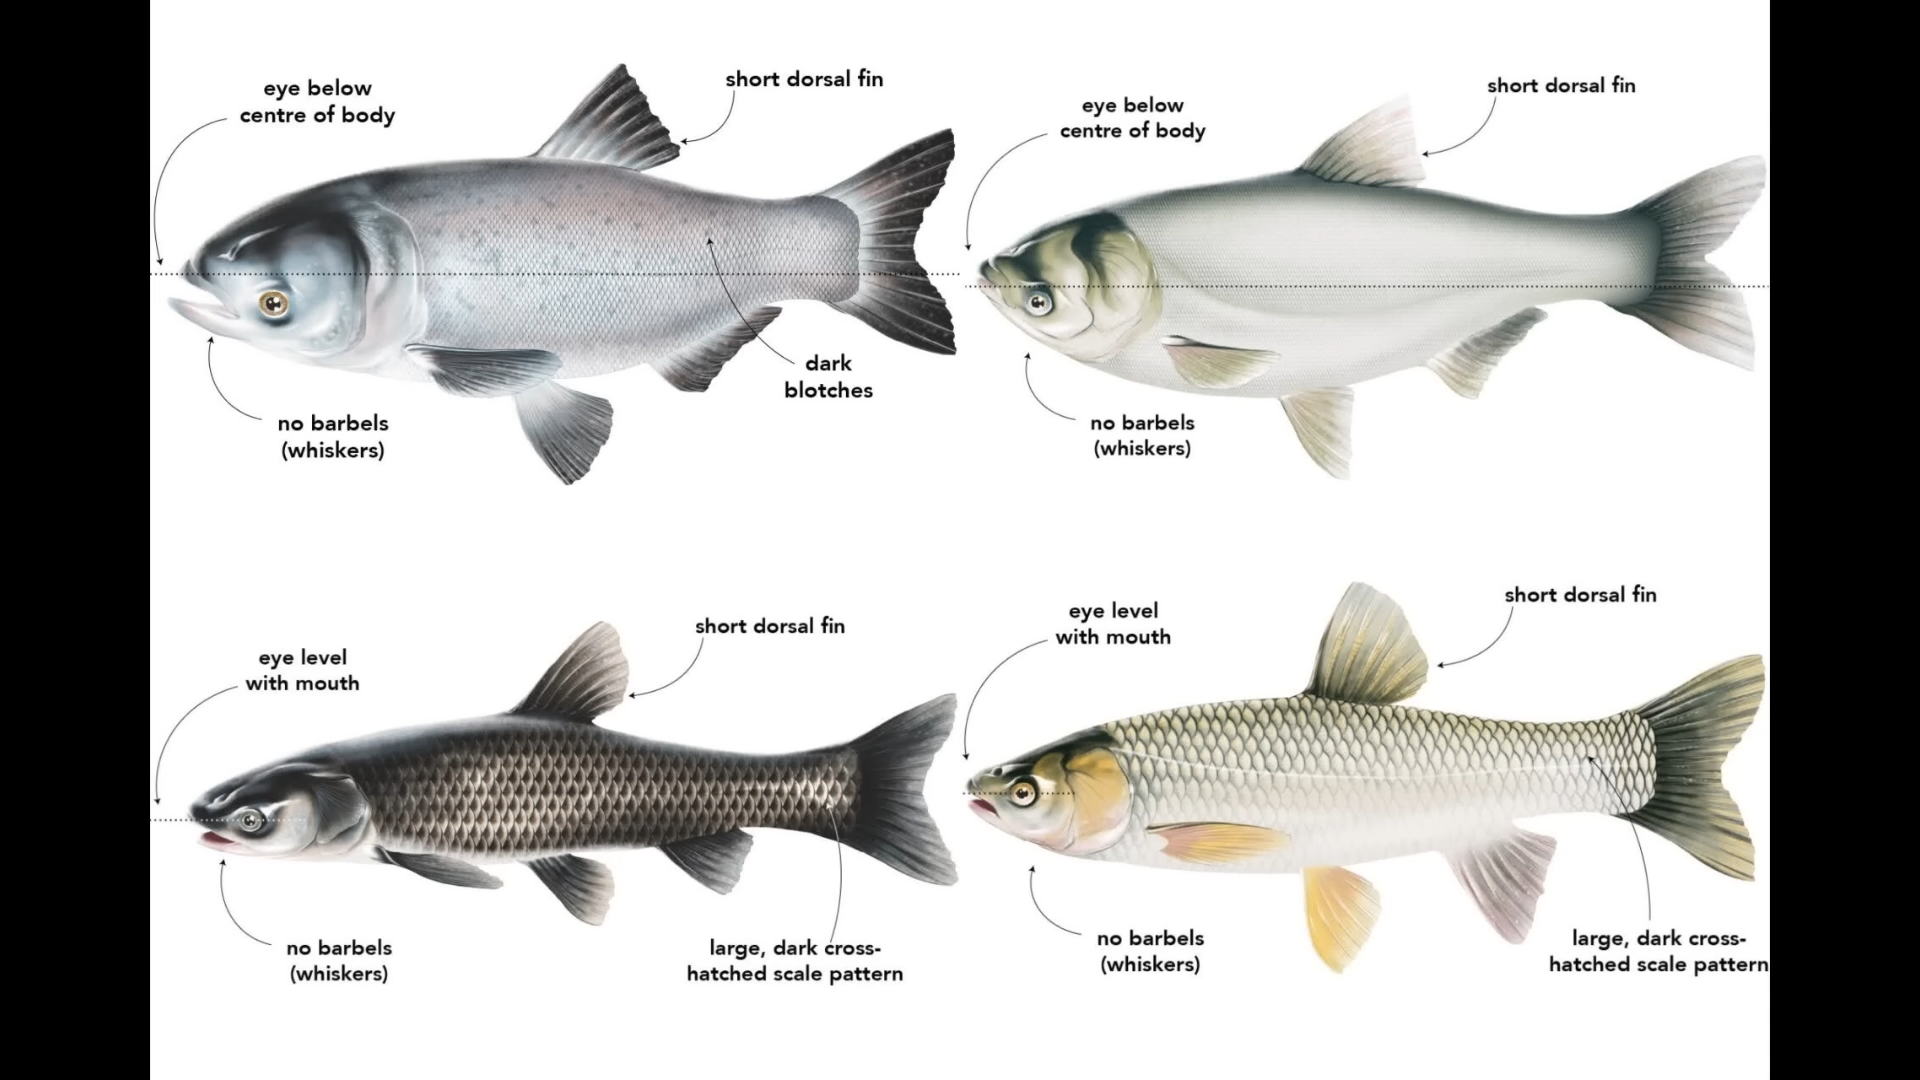 eye below
centre of body
short dorsal fin
dark
blotches
no barbels
(whiskers)
eye below
centre of body
short dorsal fin
no barbels
(whiskers)
eye level
with mouth
short dorsal fin
no barbels
(whiskers)
large, dark cross-
hatched scale pattern
eye level
with mouth
short dorsal fin
no barbels
(whiskers)
large, dark cross-
hatched scale pattern